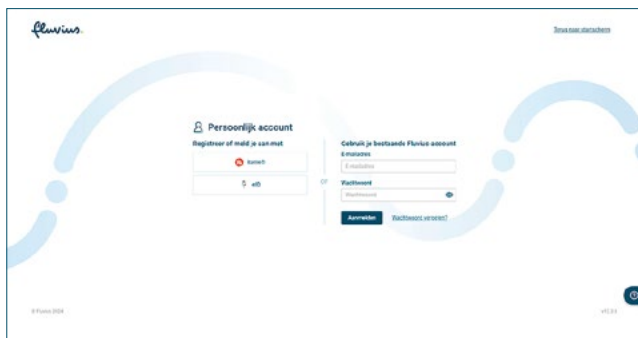 fluvius.
Terug naar startscherm
Persoonlijk account
Registreer of meld je aan met
itsme®
eID
or
Gebruik je bestaande Fluvius account
E-mailadres
E-mailadres
Wachtwoord
Wachtwoord
Aanmelden
Wachtwoord vergeten?
© Fluvius 2024